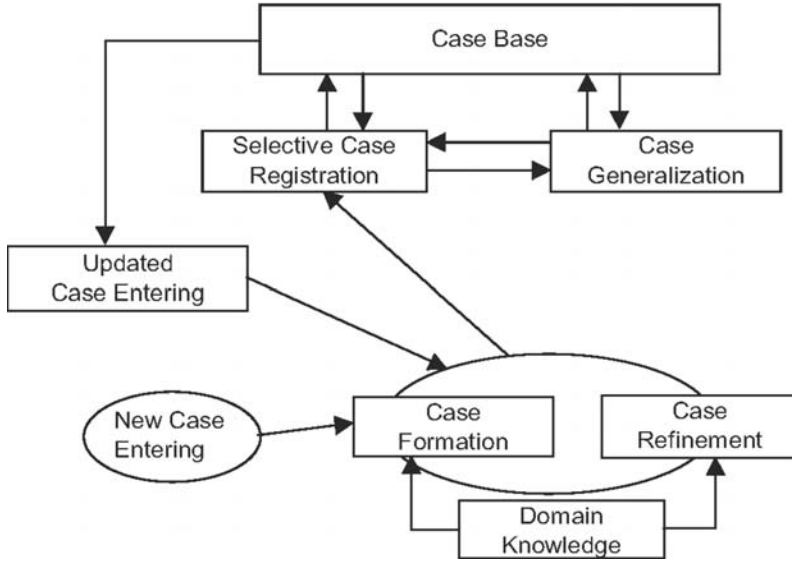 Case Base
Selective Case
Registration
Case
Generalization
Updated
Case Entering
New Case
Entering
Case
Formation
Case
Refinement
Domain
Knowledge